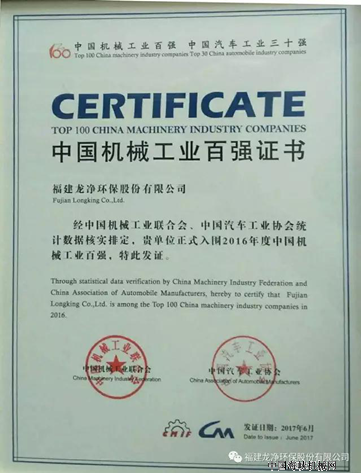 100 中国机械工业百强 中国汽车工业三十强
Top 100 China machinery industry companies Top 30 China automobile industry companies
CERTIFICATE
TOP 100 CHINA MACHINERY INDUSTRY COMPANIES
中国机械工业百强证书
福建龙净环保股份有限公司
Fujian Longking Co.,Ltd.
经中国机械工业联合会、中国汽车工业协会统
计数据核实排定，贵单位正式入围2016年度中国机
械工业百强，特此发证。
Through statistical data verification by China Machinery Industry Federation and
China Association of Automobile Manufacturers, hereby to certify that Fujian
Longking Co.,Ltd. is among the Top 100 China machinery industry companies in
2016.
中国机械工业联合会 中国汽车工业协会
China Machinery Industry Federation China Association of Automobile Manufacturers
CMIF CAM 发证日期：2017年6月
Date to Issue: June 2017
福建龙净环保股份有限公司